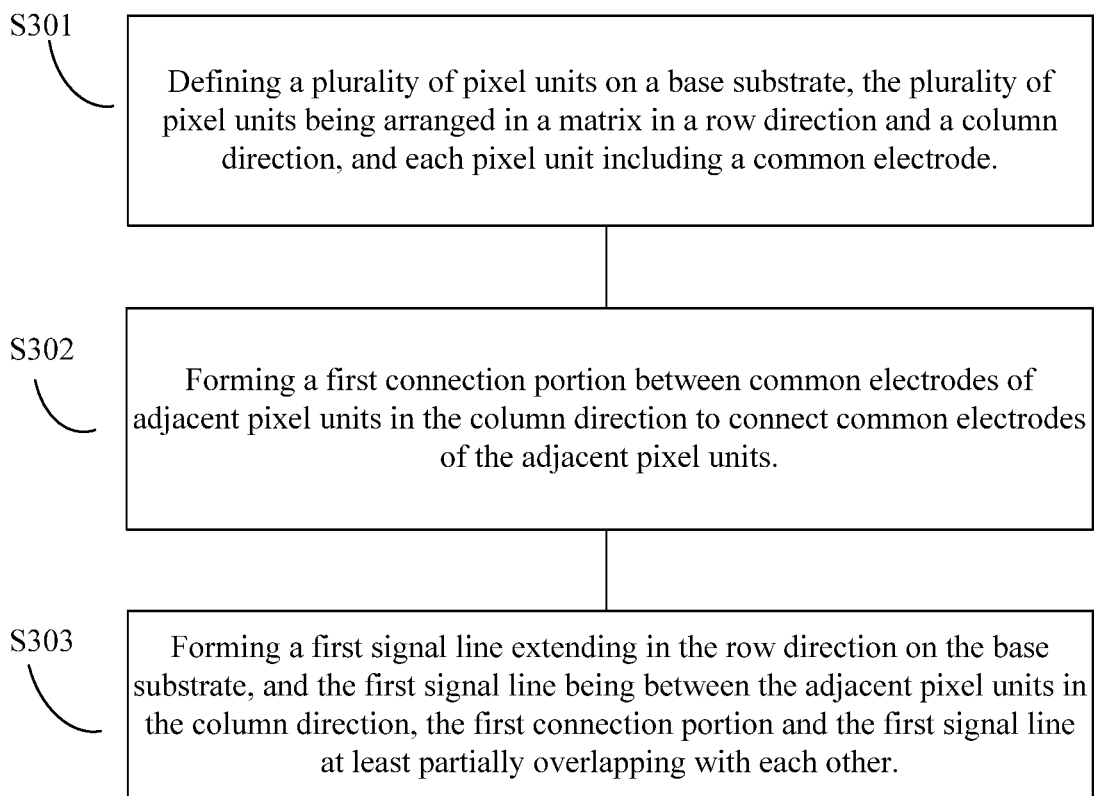 S301
Defining a plurality of pixel units on a base substrate, the plurality of
pixel units being arranged in a matrix in a row direction and a column
direction, and each pixel unit including a common electrode.
S302
Forming a first connection portion between common electrodes of
adjacent pixel units in the column direction to connect common electrodes
of the adjacent pixel units.
S303
Forming a first signal line extending in the row direction on the base
substrate, and the first signal line being between the adjacent pixel units in
the column direction, the first connection portion and the first signal line
at least partially overlapping with each other.